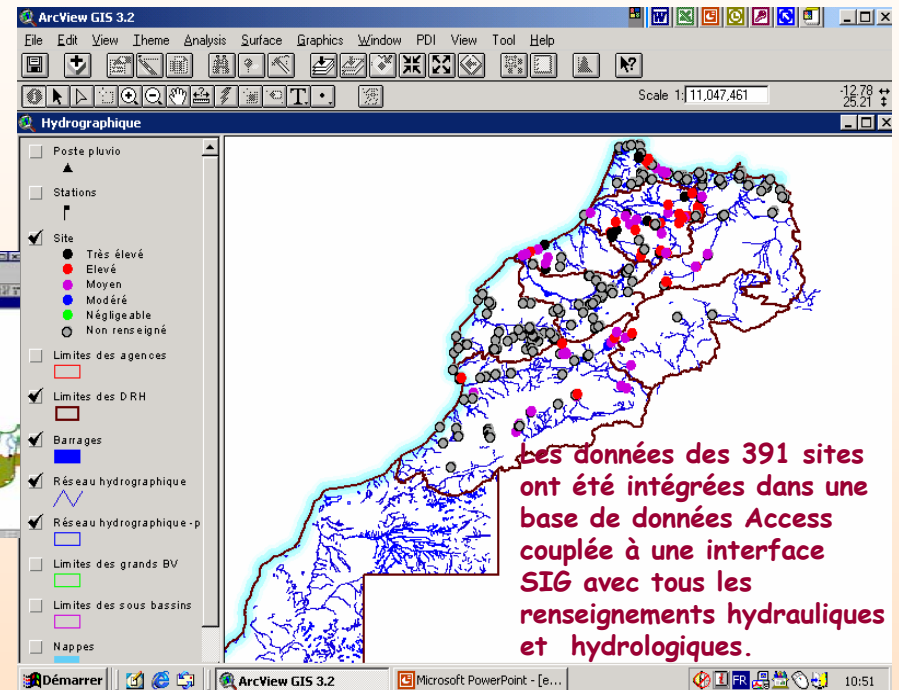 ArcView GIS 3.2
File Edit View Theme Analysis Surface Graphics Window PDI View Tool Help
Scale 1: 11,047,461
-12.78
25.21
Hydrographique
Poste pluvio
Stations
Site
Très élevé
Elevé
Moyen
Modéré
Négligeable
Non renseigné
Limites des agences
Limites des DRH
Barrages
Réseau hydrographique
Réseau hydrographique -p
Limites des grands BV
Limites des sous bassins
Nappes
Les données des 391 sites
ont été intégrées dans une
base de données Access
couplée à une interface
SIG avec tous les
renseignements hydrauliques
et hydrologiques.
Démarrer ArcView GIS 3.2 Microsoft PowerPoint - [e... FR 10:51